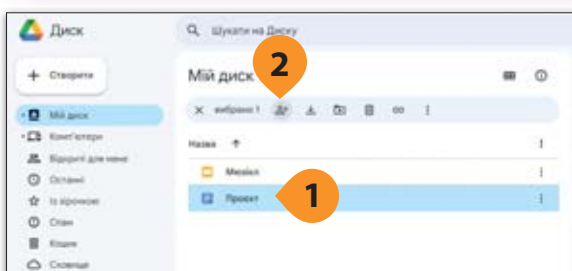 Диск
Шукати на Диску
Створити
Мій диск
2
Мій диск
вибрано 1
Комп'ютери
Відкриті для мене
Назва
Останні
Мюзікл
Із зірочкою
Проєкт
1
Спам
Кошик
Сховище